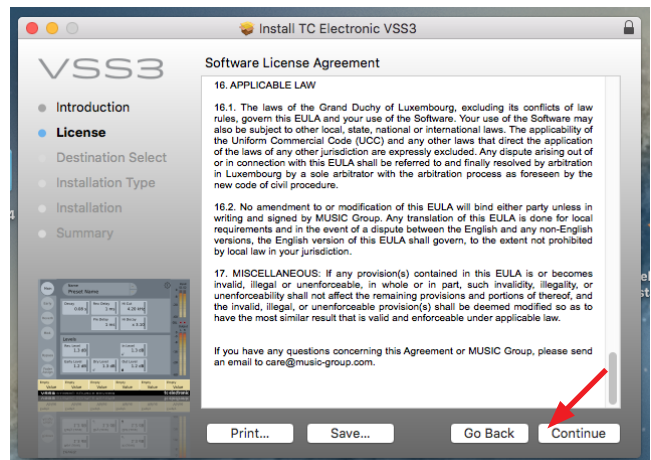 Install TC Electronic VSS3
VSS3
Software License Agreement
Introduction
License
Destination Select
Installation Type
Installation
Summary
16. APPLICABLE LAW
16.1. The laws of the Grand Duchy of Luxembourg, excluding its conflicts of law
rules, govern this EULA and your use of the Software. Your use of the Software may
also be subject to other local, state, national or international laws. The applicability of
the Uniform Commercial Code (UCC) and any other laws that direct the application
of the laws of any other jurisdiction are expressly excluded. Any dispute arising out of
or in connection with this EULA shall be referred to and finally resolved by arbitration
in Luxembourg by a sole arbitrator with the arbitration process as foreseen by the
new code of civil procedure.
16.2. No amendment to or modification of this EULA will bind either party unless in
writing and signed by MUSIC Group. Any translation of this EULA is done for local
requirements and in the event of a dispute between the English and any non-English
versions, the English version of this EULA shall govern, to the extent not prohibited
by local law in your jurisdiction.
17. MISCELLANEOUS: If any provision(s) contained in this EULA is or becomes
invalid, illegal or unenforceable, in whole or in part, such invalidity, illegality, or
unenforceability shall not affect the remaining provisions and portions of thereof, and
the invalid, illegal, or unenforceable provision(s) shall be deemed modified so as to
have the most similar result that is valid and enforceable under applicable law.
If you have any questions concerning this Agreement or MUSIC Group, please send
an email to care@music-group.com.
Preset Name
Decay
Pre Delay
Hi Cut
Levels
Print...
Save...
Go Back
Continue